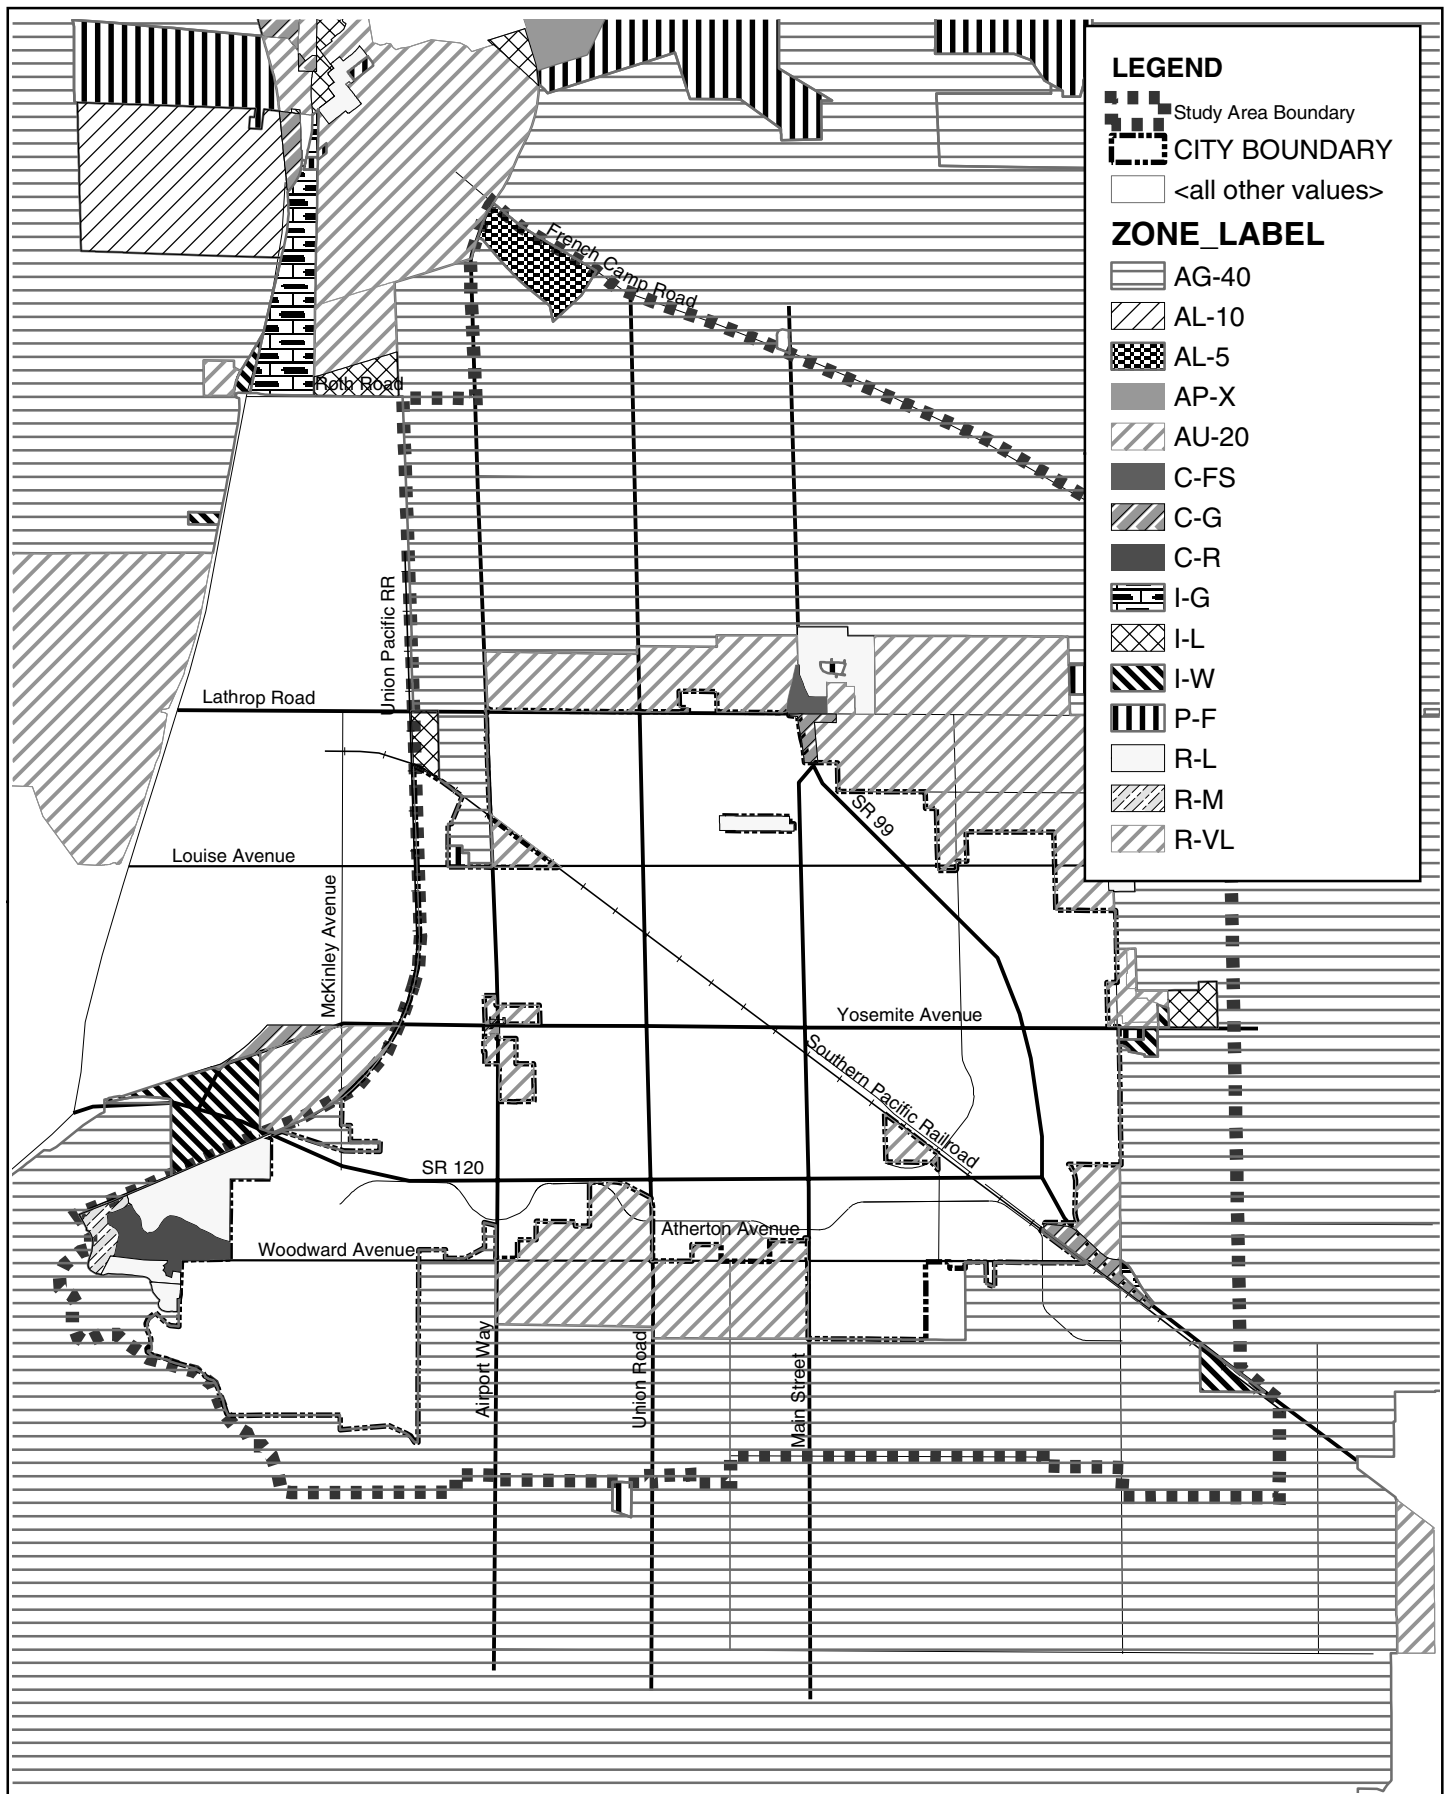 LEGEND
Study Area Boundary
CITY BOUNDARY
<all other values>
ZONE_LABEL
AG-40
AL-10
AL-5
AP-X
AU-20
C-FS
C-G
C-R
I-G
I-L
I-W
P-F
R-L
R-M
R-VL
French Camp Road
Roth Road
Union Pacific RR
Lathrop Road
SR 99
Louise Avenue
McKinley Avenue
Yosemite Avenue
Southern Pacific Railroad
SR 120
Atherton Avenue
Woodward Avenue
Airport Way
Union Road
Main Street